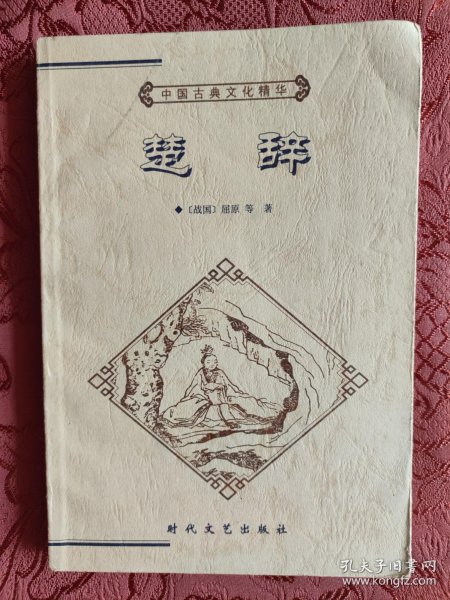 中国古典文化精华
楚辞
◆〔战国〕屈原 等 著
时代文艺出版社
孔夫子旧书网
www.kongfz.com